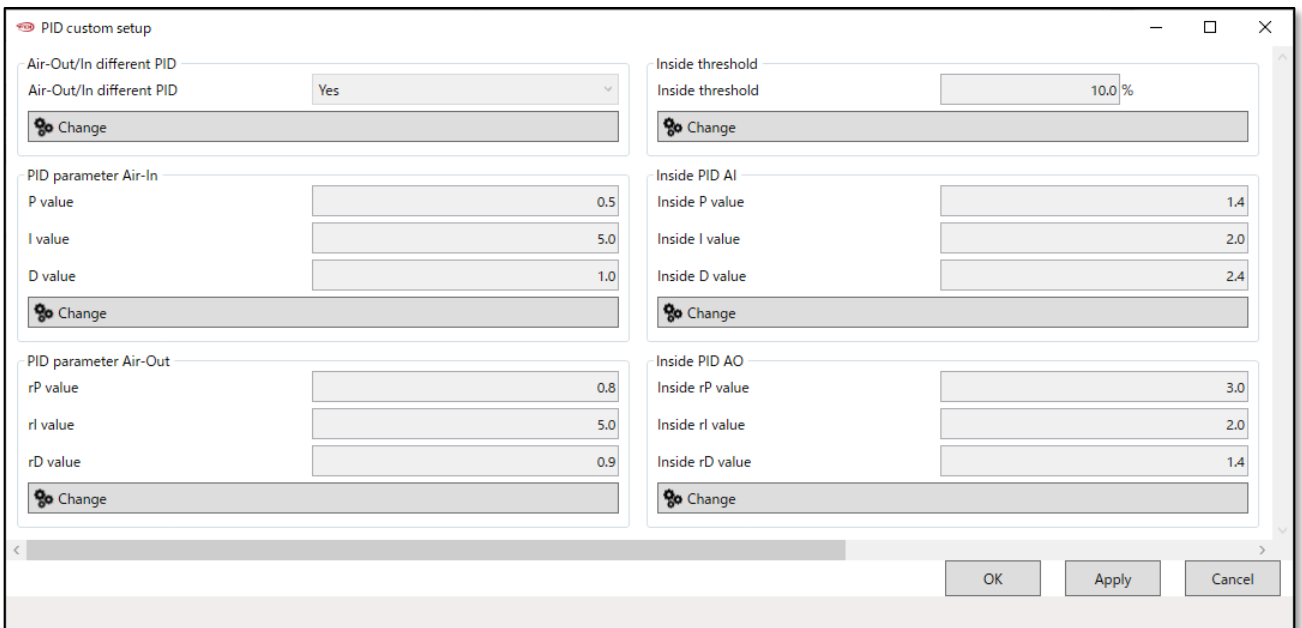 PID custom setup
Air-Out/In different PID
Air-Out/In different PID Yes
Change
PID parameter Air-In
P value 0.5
I value 5.0
D value 1.0
Change
PID parameter Air-Out
rP value 0.8
rI value 5.0
rD value 0.9
Change
Inside threshold
Inside threshold 10.0 %
Change
Inside PID AI
Inside P value 1.4
Inside I value 2.0
Inside D value 2.4
Change
Inside PID AO
Inside rP value 3.0
Inside rI value 2.0
Inside rD value 1.4
Change
OK Apply Cancel